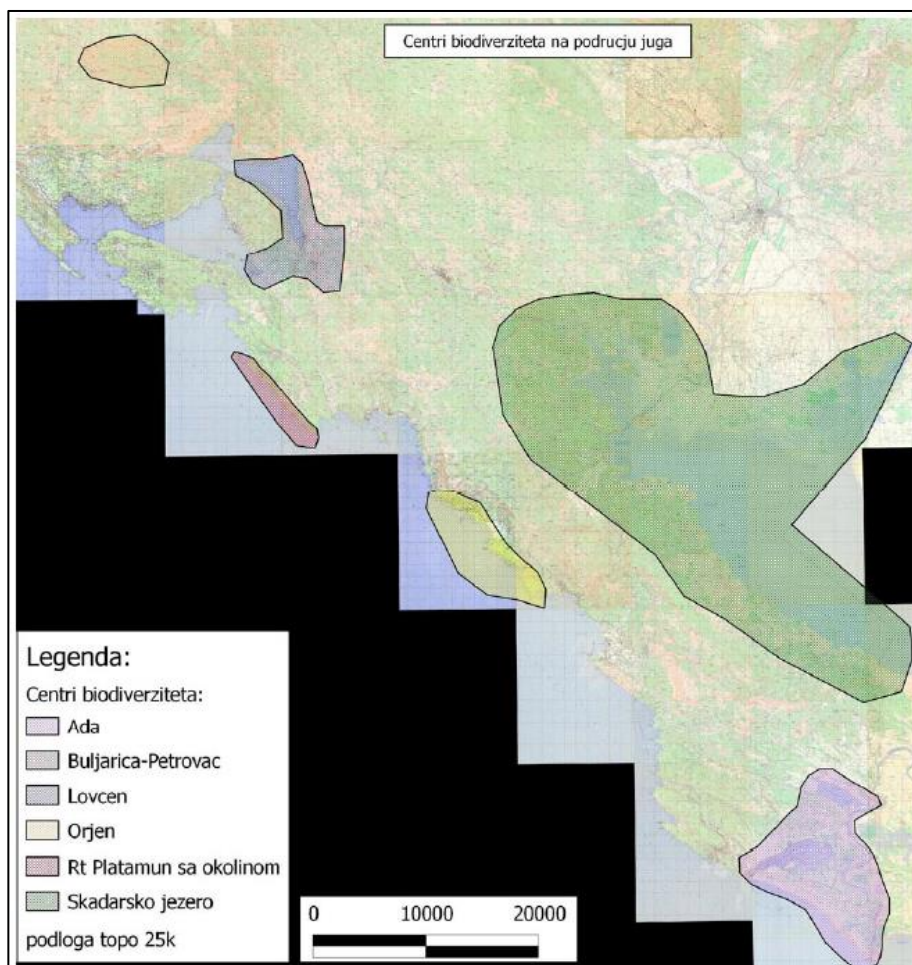 Centri biodiverziteta na podrucju juga
Legenda:
Centri biodiverziteta:
Ada
Buljarica-Petrovac
Lovcen
Orjen
Rt Platamun sa okolinom
Skadarsko jezero
podloga topo 25k
0 10000 20000